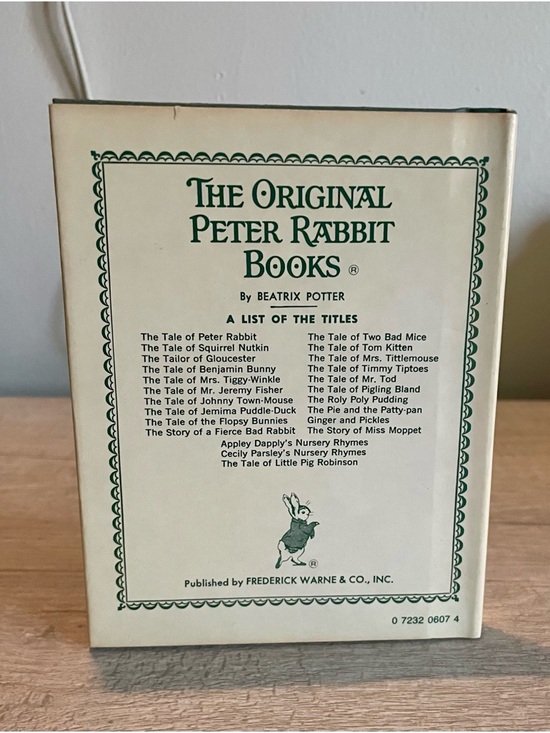 THE ORIGINAL
PETER RABBIT
BOOKS ®
By BEATRIX POTTER
A LIST OF THE TITLES
The Tale of Peter Rabbit
The Tale of Squirrel Nutkin
The Tailor of Gloucester
The Tale of Benjamin Bunny
The Tale of Mrs. Tiggy-Winkle
The Tale of Mr. Jeremy Fisher
The Tale of Johnny Town-Mouse
The Tale of Jemima Puddle-Duck
The Tale of the Flopsy Bunnies
The Story of a Fierce Bad Rabbit
The Tale of Two Bad Mice
The Tale of Tom Kitten
The Tale of Mrs. Tittlemouse
The Tale of Timmy Tiptoes
The Tale of Mr. Tod
The Tale of Pigling Bland
The Roly Poly Pudding
The Pie and the Patty-pan
Ginger and Pickles
The Story of Miss Moppet
Appley Dapply's Nursery Rhymes
Cecily Parsley's Nursery Rhymes
The Tale of Little Pig Robinson
®
Published by FREDERICK WARNE & CO., INC.
0 7232 0607 4